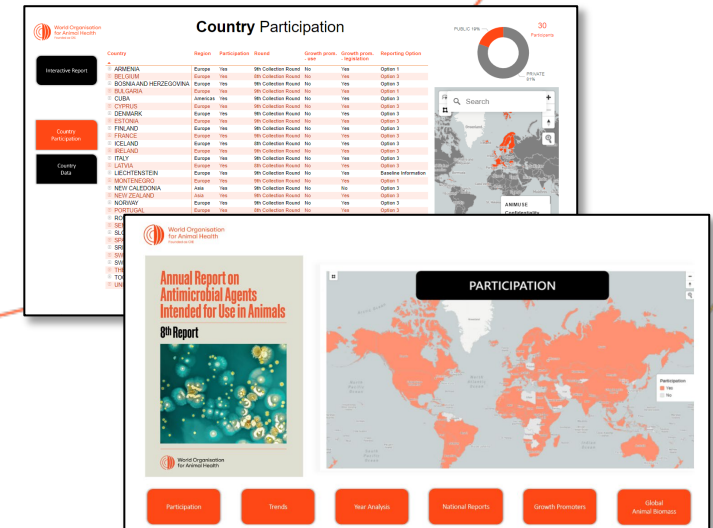 World Organisation
for Animal Health
Founded as OIE
Country Participation
PUBLIC 19%
30
Participants
PRIVATE
81%
Interactive Report
Country
Participation
Country
Data
Country Region Participation Round Growth prom. - use Growth prom. - legislation Reporting Option
ARMENIA Europe Yes 9th Collection Round No Yes Option 1
BELGIUM Europe Yes 9th Collection Round No Yes Option 3
BOSNIA AND HERZEGOVINA Europe Yes 9th Collection Round No Yes Option 3
BULGARIA Europe Yes 9th Collection Round No Yes Option 1
CUBA Americas Yes 9th Collection Round No Yes Option 3
CYPRUS Europe Yes 9th Collection Round No Yes Option 3
DENMARK Europe Yes 9th Collection Round No Yes Option 3
ESTONIA Europe Yes 9th Collection Round No Yes Option 3
FINLAND Europe Yes 9th Collection Round No Yes Option 3
FRANCE Europe Yes 9th Collection Round No Yes Option 3
ICELAND Europe Yes 9th Collection Round No Yes Option 3
IRELAND Europe Yes 9th Collection Round No Yes Option 3
ITALY Europe Yes 9th Collection Round No Yes Option 3
LATVIA Europe Yes 9th Collection Round No Yes Option 3
LIECHTENSTEIN Europe Yes 9th Collection Round No Yes Baseline Information
MONTENEGRO Europe Yes 9th Collection Round No Yes Option 1
NEW CALEDONIA Asia Yes 9th Collection Round No No Option 3
NEW ZEALAND Asia Yes 9th Collection Round No Yes Option 3
NORWAY Europe Yes 9th Collection Round No Yes Option 3
PORTUGAL Europe Yes 9th Collection Round No Yes Option 3
Search
ANIMUSE
Confidentiality
World Organisation
for Animal Health
Founded as OIE
Annual Report on
Antimicrobial Agents
Intended for Use in Animals
8th Report
World Organisation
for Animal Health
PARTICIPATION
Participation
Yes
No
Participation
Trends
Year Analysis
National Reports
Growth Promoters
Global
Animal Biomass